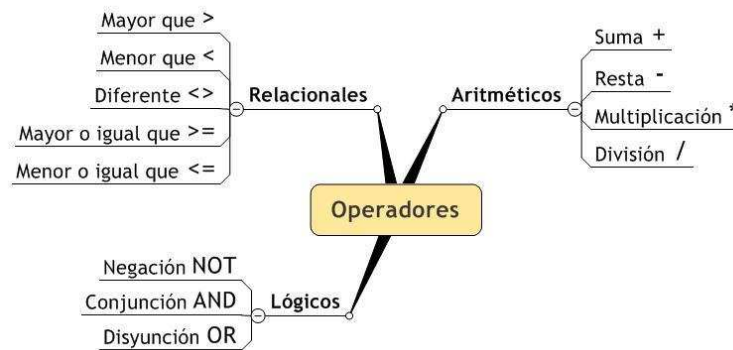 Mayor que >
Menor que <
Diferente <>
Mayor o igual que >=
Menor o igual que <=
Relacionales
Aritméticos
Suma +
Resta -
Multiplicación *
División /
Operadores
Negación NOT
Conjunción AND
Disyunción OR
Lógicos